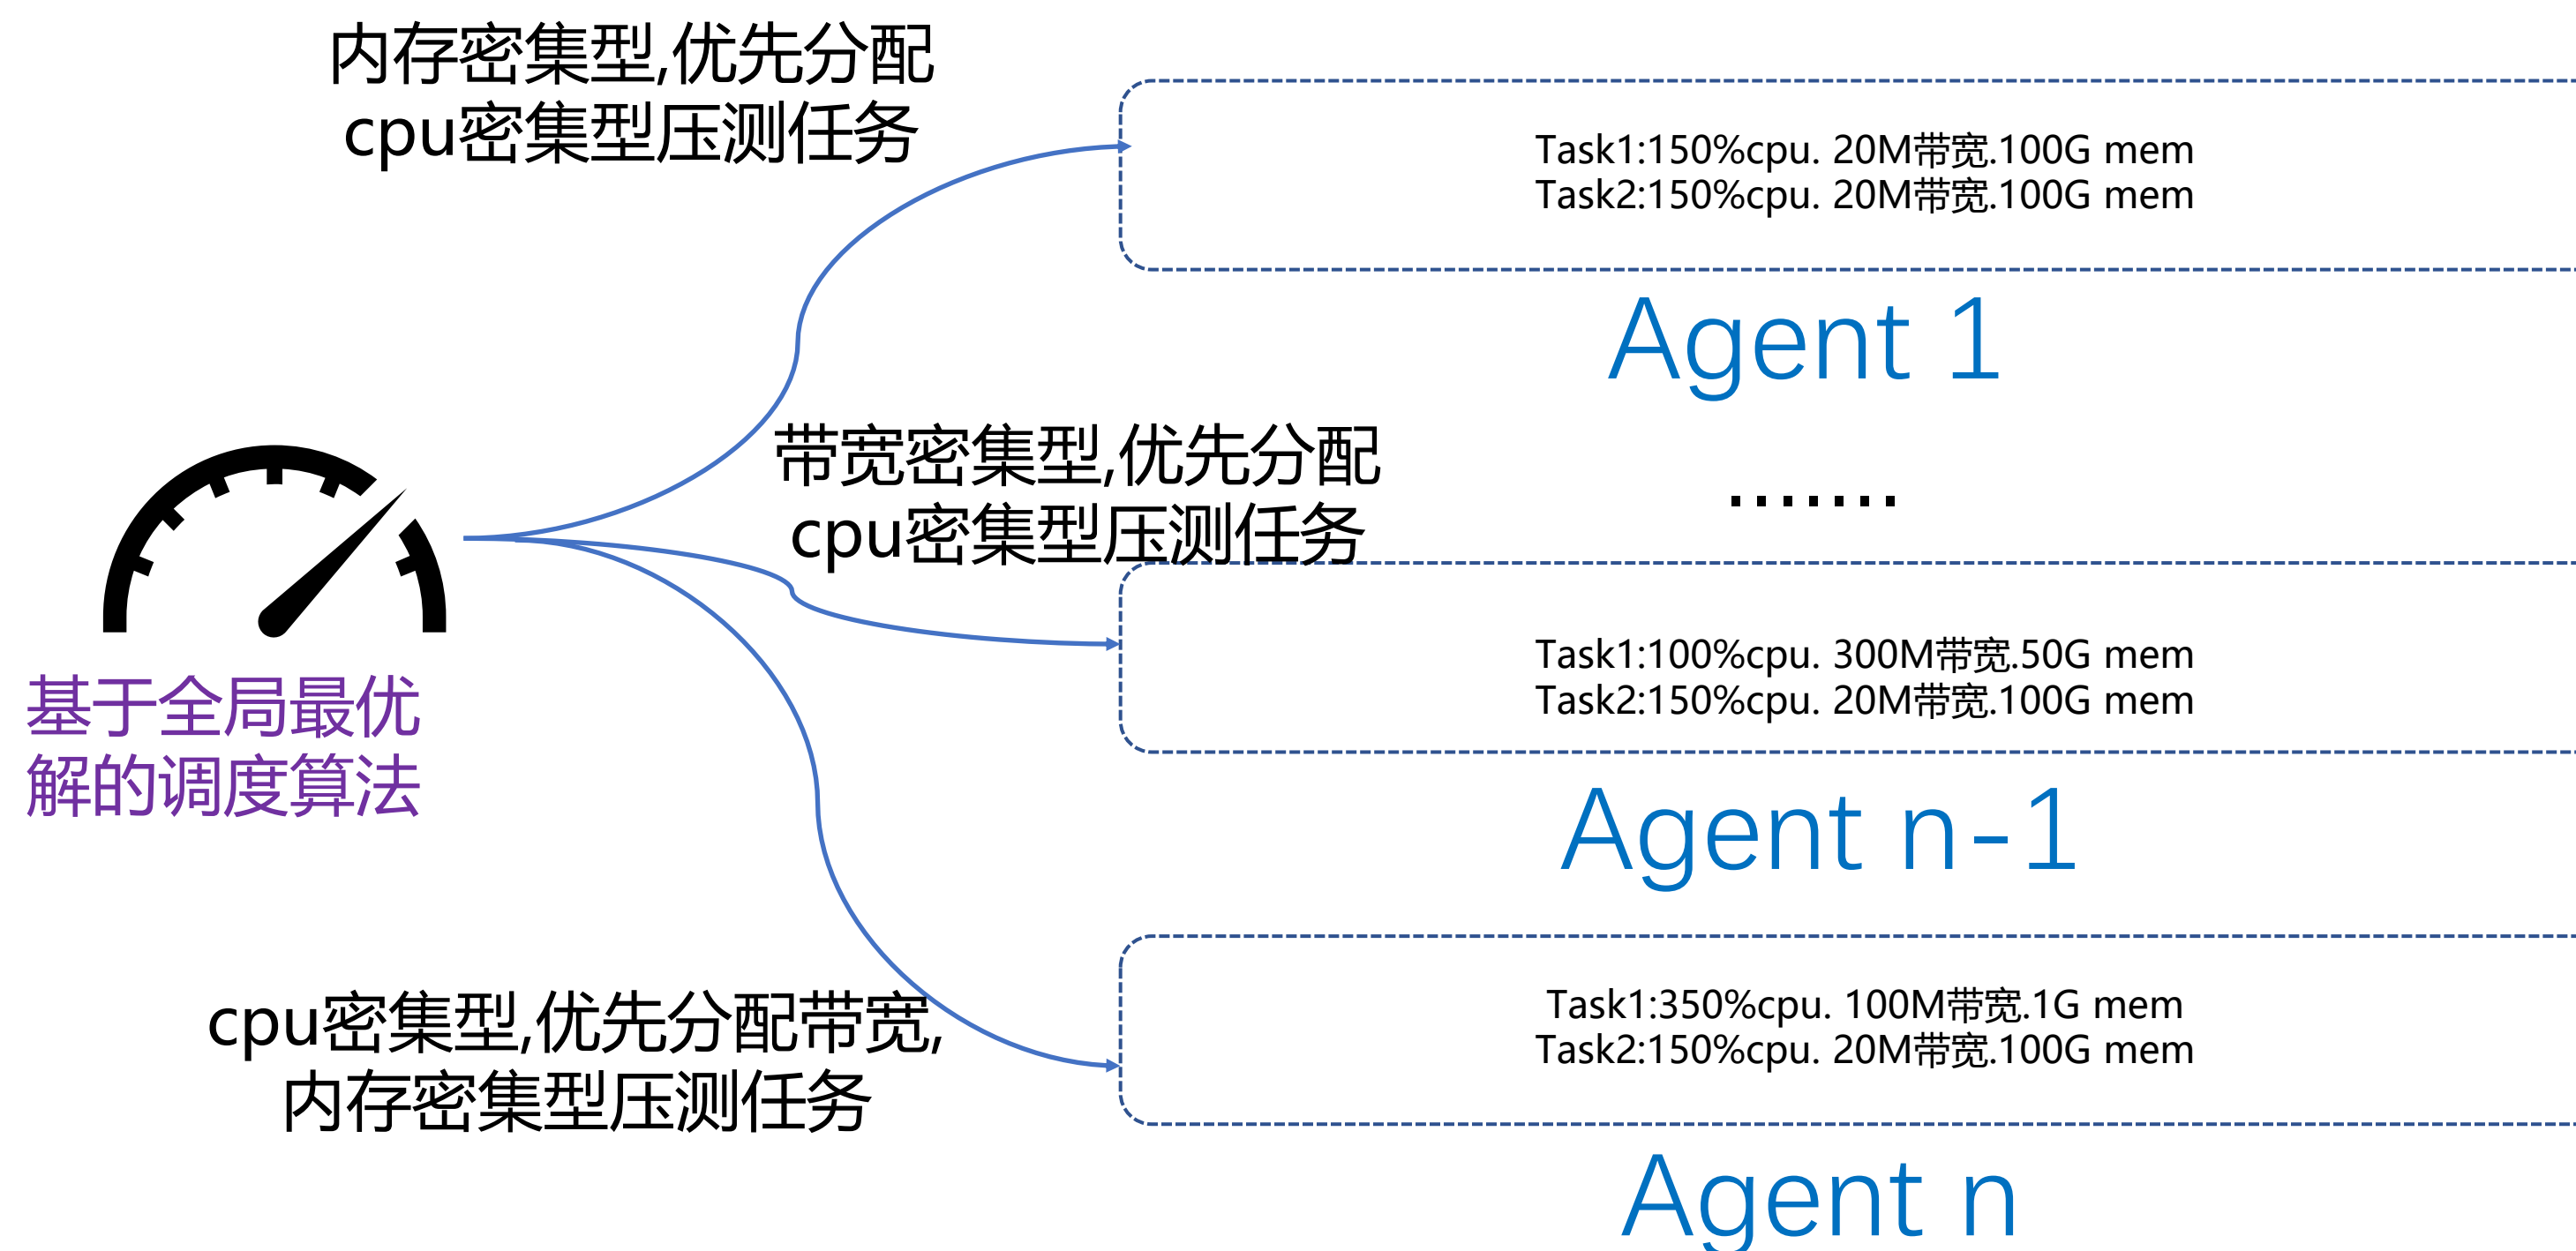 内存密集型,优先分配
cpu密集型压测任务
Task1:150%cpu. 20M带宽.100G mem
Task2:150%cpu. 20M带宽.100G mem
Agent 1
带宽密集型,优先分配
cpu密集型压测任务
.......
Task1:100%cpu. 300M带宽.50G mem
Task2:150%cpu. 20M带宽.100G mem
基于全局最优
解的调度算法
Agent n-1
cpu密集型,优先分配带宽,
内存密集型压测任务
Task1:350%cpu. 100M带宽.1G mem
Task2:150%cpu. 20M带宽.100G mem
Agent n